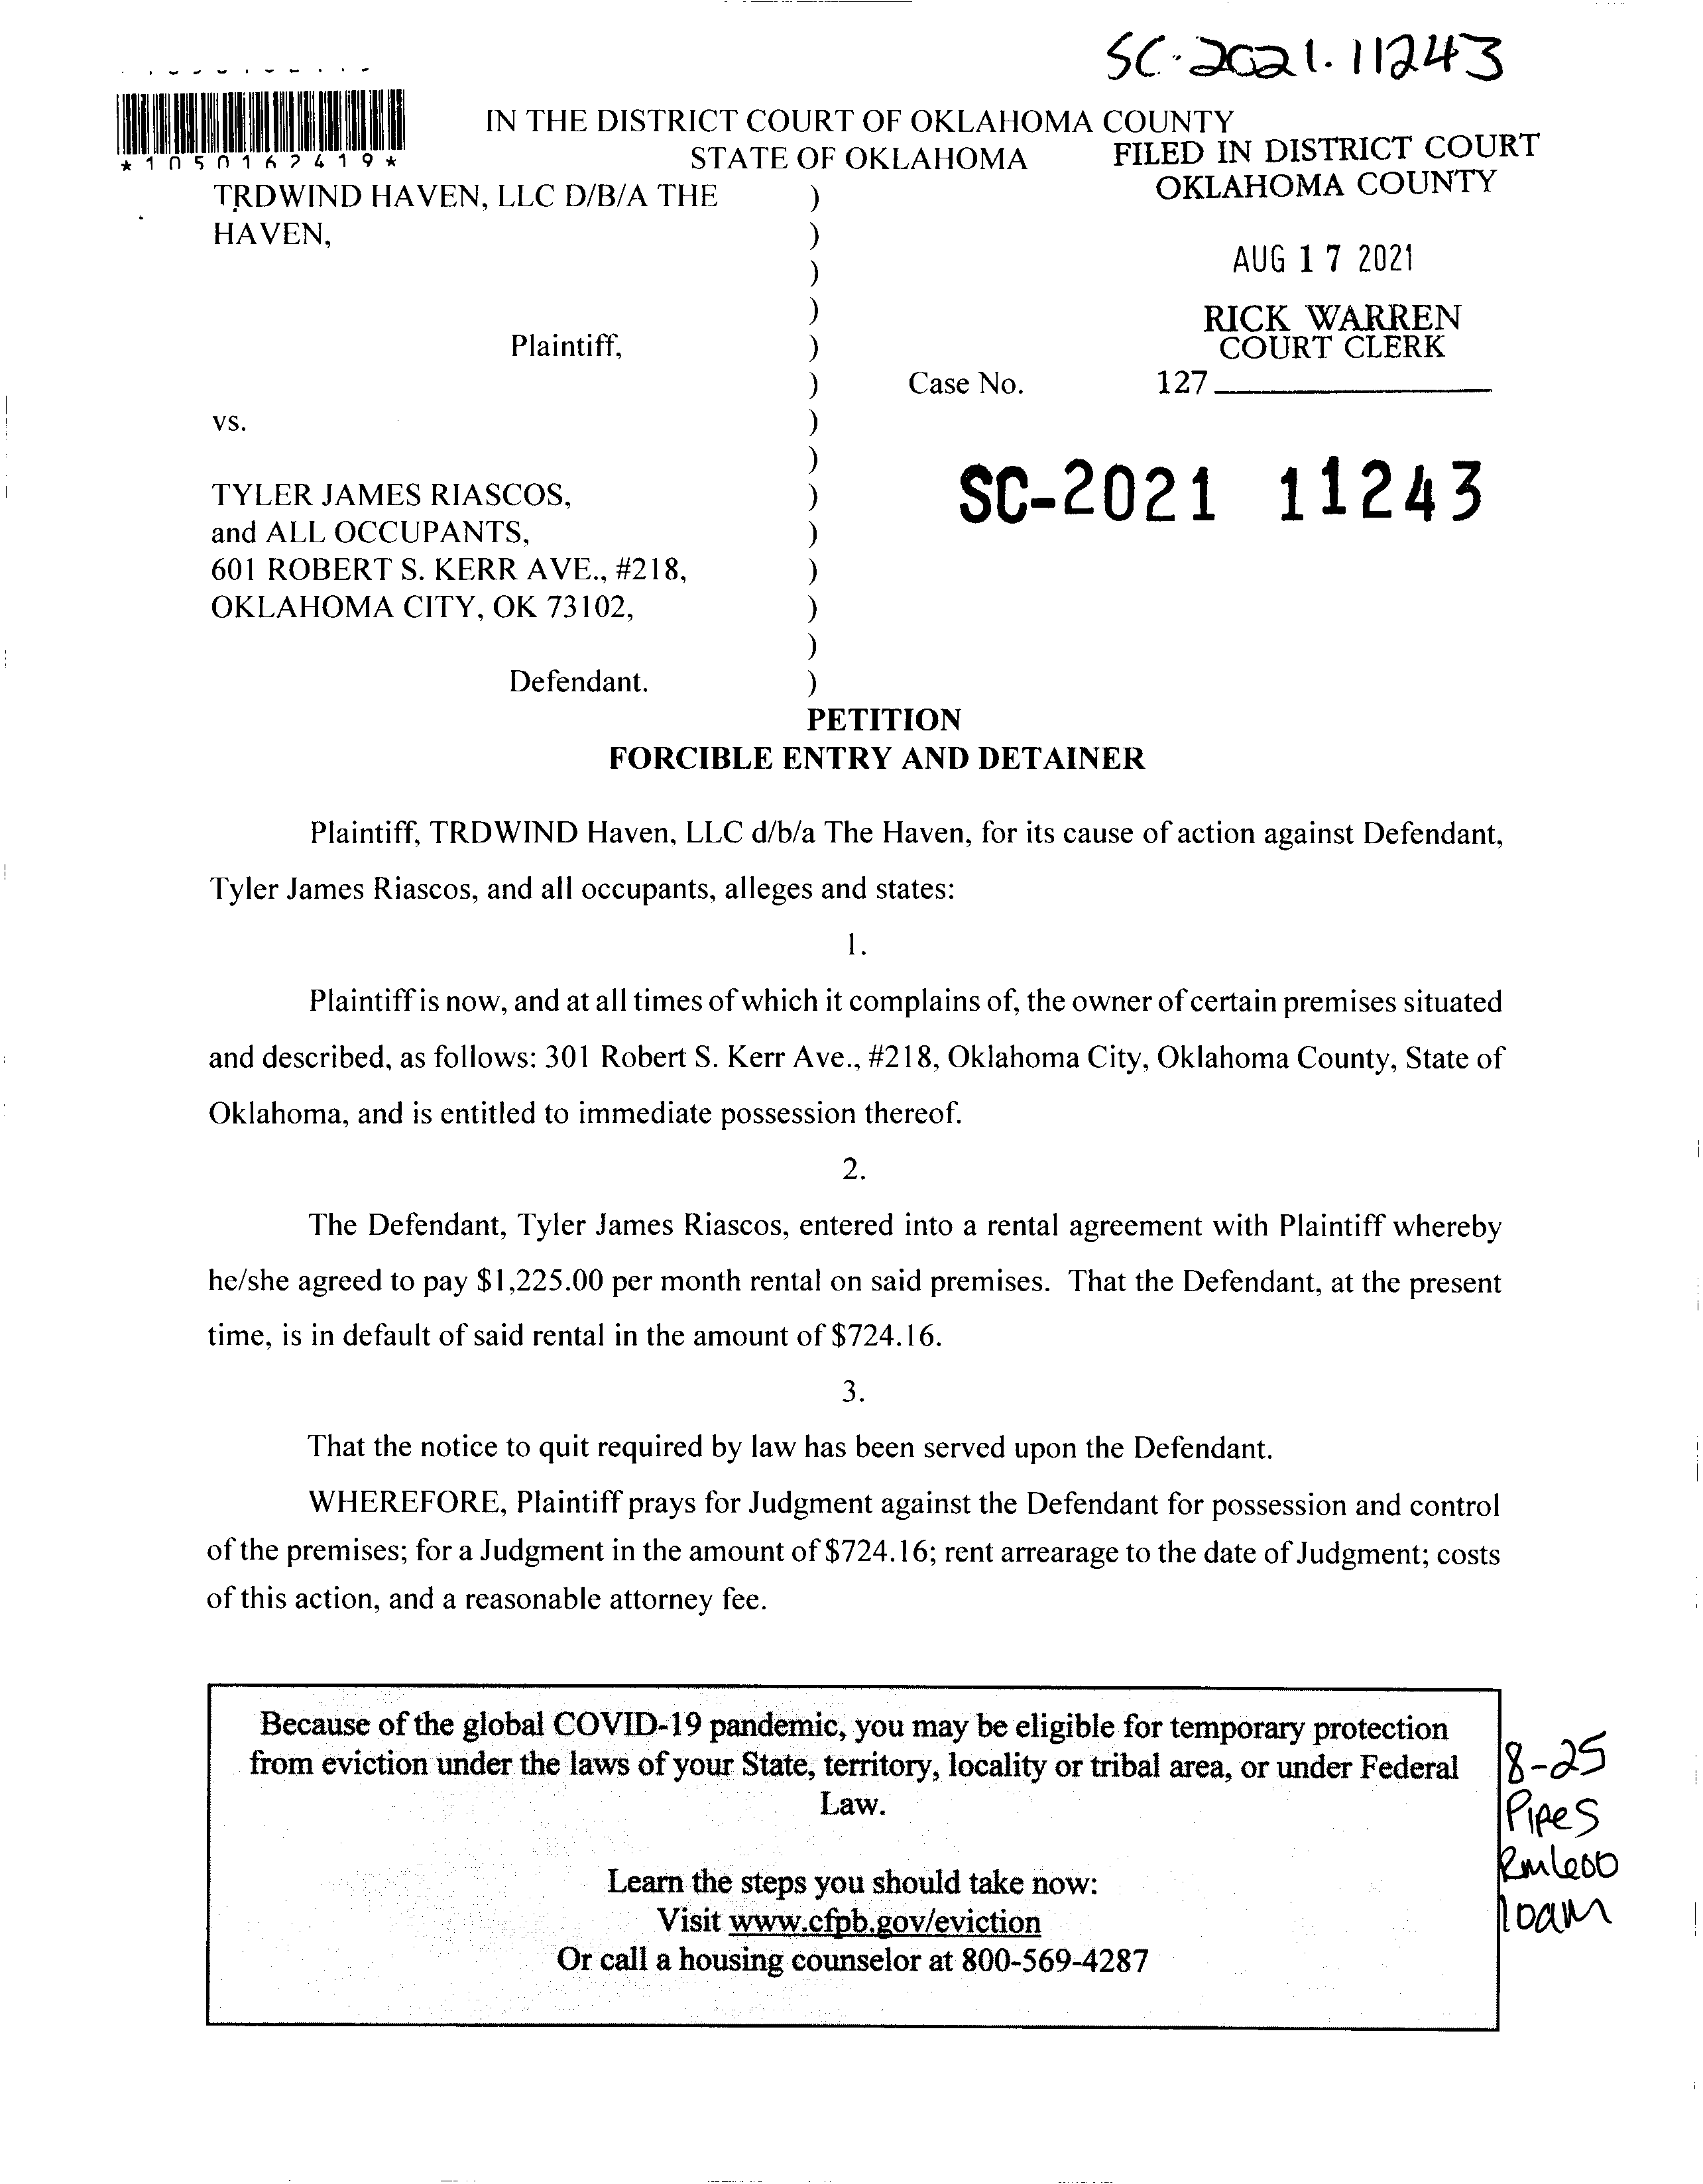 SC-2021-11243
*1050162419*
IN THE DISTRICT COURT OF OKLAHOMA COUNTY
STATE OF OKLAHOMA
FILED IN DISTRICT COURT
OKLAHOMA COUNTY
AUG 17 2021
RICK WARREN
COURT CLERK
127
TRDWIND HAVEN, LLC D/B/A THE )
HAVEN, )
)
)
Plaintiff, )
) Case No.
vs. )
)
SC-2021 11243
TYLER JAMES RIASCOS, )
and ALL OCCUPANTS, )
601 ROBERT S. KERR AVE., #218, )
OKLAHOMA CITY, OK 73102, )
)
Defendant. )
PETITION
FORCIBLE ENTRY AND DETAINER
Plaintiff, TRDWIND Haven, LLC d/b/a The Haven, for its cause of action against Defendant,
Tyler James Riascos, and all occupants, alleges and states:
1.
Plaintiff is now, and at all times of which it complains of, the owner of certain premises situated
and described, as follows: 301 Robert S. Kerr Ave., #218, Oklahoma City, Oklahoma County, State of
Oklahoma, and is entitled to immediate possession thereof.
2.
The Defendant, Tyler James Riascos, entered into a rental agreement with Plaintiff whereby
he/she agreed to pay $1,225.00 per month rental on said premises. That the Defendant, at the present
time, is in default of said rental in the amount of $724.16.
3.
That the notice to quit required by law has been served upon the Defendant.
WHEREFORE, Plaintiff prays for Judgment against the Defendant for possession and control
of the premises; for a Judgment in the amount of $724.16; rent arrearage to the date of Judgment; costs
of this action, and a reasonable attorney fee.
Because of the global COVID-19 pandemic, you may be eligible for temporary protection
from eviction under the laws of your State, territory, locality or tribal area, or under Federal
Law.
Learn the steps you should take now:
Visit www.cfpb.gov/eviction
Or call a housing counselor at 800-569-4287
8-25
Pipes
Rm600
10am